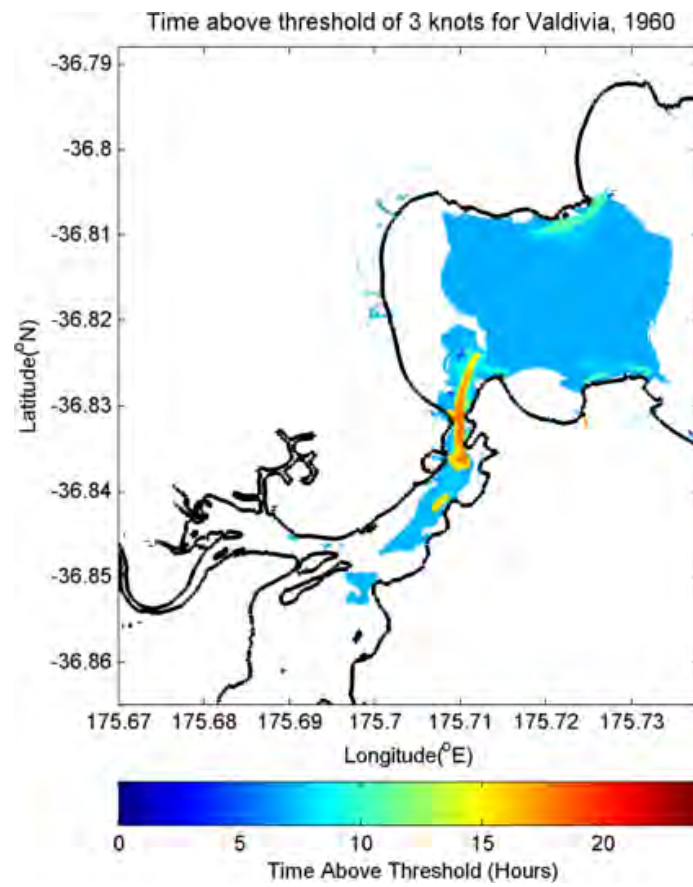 Time above threshold of 3 knots for Valdivia, 1960
-36.79
-36.8
-36.81
-36.82
-36.83
-36.84
-36.85
-36.86
Latitude(°N)
175.67 175.68 175.69 175.7 175.71 175.72 175.73
Longitude(°E)
0 5 10 15 20
Time Above Threshold (Hours)